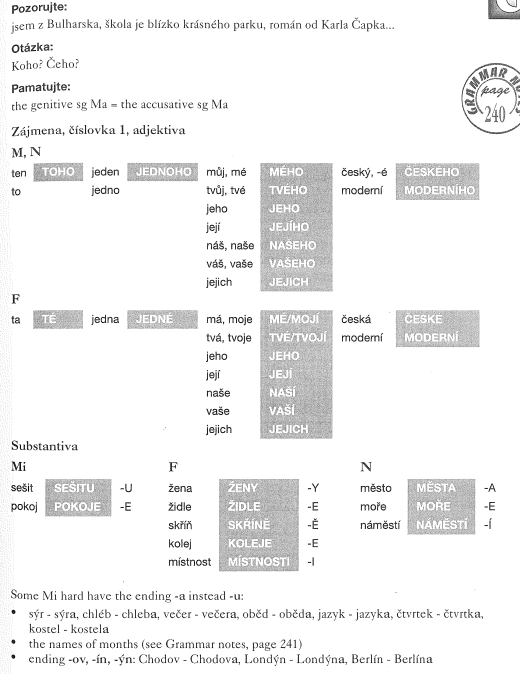 Pozorujte:
jsem z Bulharska, škola je blízko krásného parku, román od Karla Čapka...
Otázka:
Koho? Čeho?
Pamatujte:
the genitive sg Ma = the accusative sg Ma
GRAMMAR NOTES
page
240
Zájmena, číslovka 1, adjektiva
M, N
ten TOHO jeden JEDNOHO můj, mé MÉHO český, -é ČESKÉHO
to jedno tvůj, tvé TVÉHO moderní MODERNÍHO
jeho JEHO
její JEJÍHO
náš, naše NAŠEHO
váš, vaše VAŠEHO
jejich JEJICH
F
ta TÉ jedna JEDNÉ má, moje MÉ/MOJÍ česká ČESKÉ
tvá, tvoje TVÉ/TVOJÍ moderní MODERNÍ
jeho JEHO
její JEJÍ
naše NAŠÍ
vaše VAŠÍ
jejich JEJICH
Substantiva
Mi F N
sešit SEŠITU -U žena ŽENY -Y město MĚSTA -A
pokoj POKOJE -E židle ŽIDLE -E moře MOŘE -E
skříň SKŘÍNĚ -Ě náměstí NÁMĚSTÍ -Í
kolej KOLEJE -E
místnost MÍSTNOSTI -I
Some Mi hard have the ending -a instead -u:
• sýr - sýra, chléb - chleba, večer - večera, oběd - oběda, jazyk - jazyka, čtvrtek - čtvrtka,
kostel - kostela
• the names of months (see Grammar notes, page 241)
• ending -ov, -ín, -ýn: Chodov - Chodova, Londýn - Londýna, Berlín - Berlína